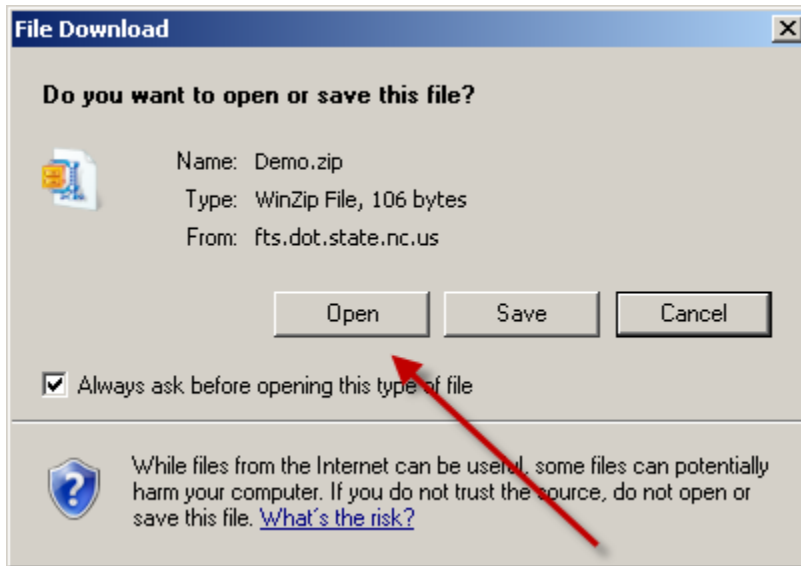 File Download
Do you want to open or save this file?
Name: Demo.zip
Type: WinZip File, 106 bytes
From: fts.dot.state.nc.us
Open Save Cancel
Always ask before opening this type of file
While files from the Internet can be useful, some files can potentially
harm your computer. If you do not trust the source, do not open or
save this file. What's the risk?